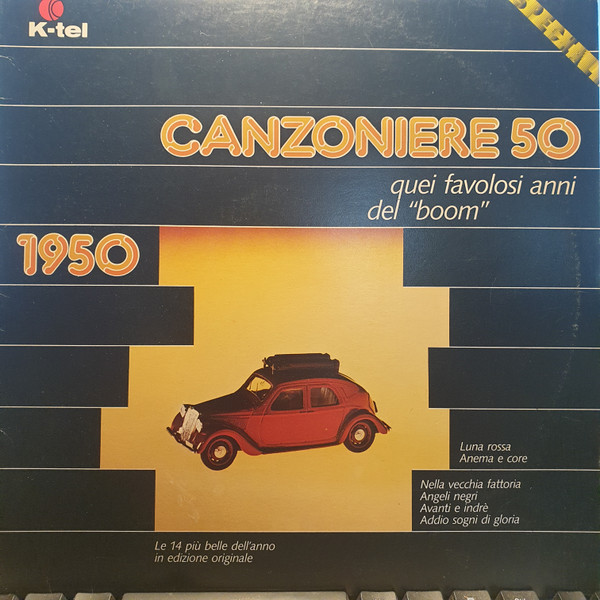 K-tel
SPECIAL
CANZONIERE 50
quei favolosi anni
del "boom"
1950
Luna rossa
Anema e core
Nella vecchia fattoria
Angeli negri
Avanti e indrè
Addio sogni di gloria
Le 14 più belle dell'anno
in edizione originale